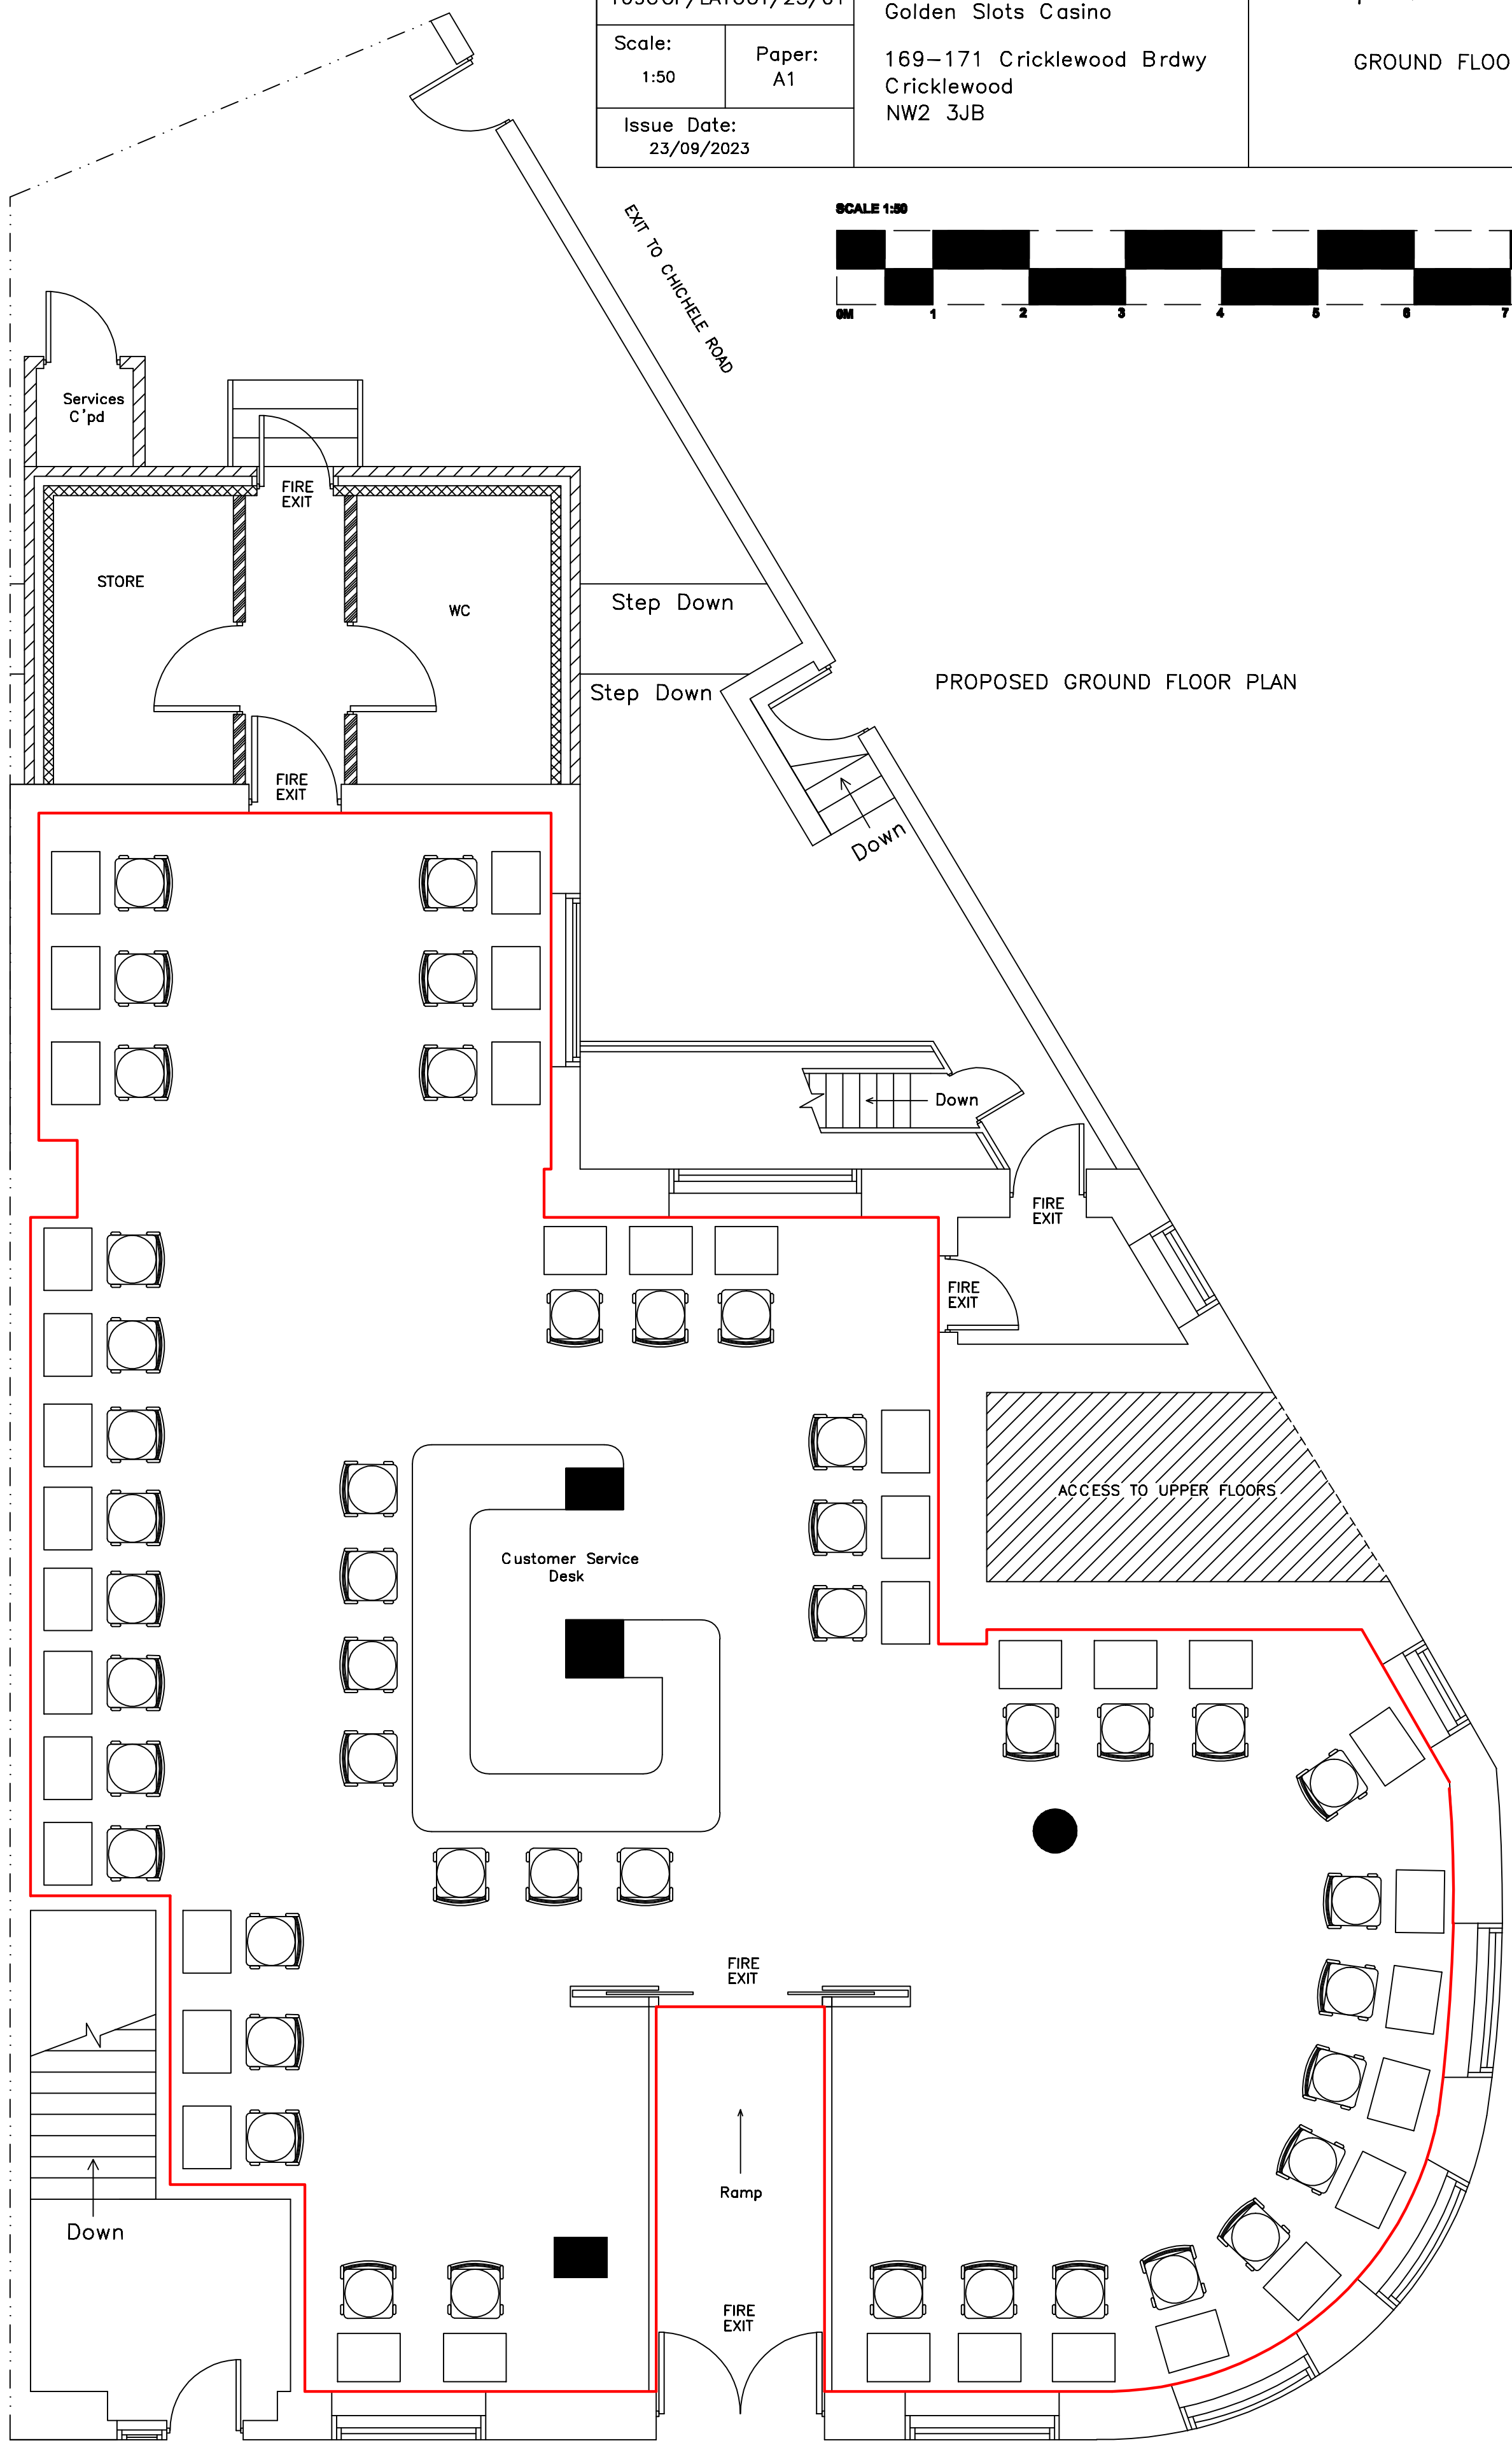 Golden Slots Casino
Scale:
1:50
Paper:
A1
169-171 Cricklewood Brdwy
Cricklewood
NW2 3JB
GROUND FLOO
Issue Date:
23/09/2023
SCALE 1:50
0M 1 2 3 4 5 6 7
EXIT TO CHICHELE ROAD
Services
C'pd
FIRE
EXIT
STORE
WC
Step Down
Step Down
PROPOSED GROUND FLOOR PLAN
FIRE
EXIT
Down
Down
FIRE
EXIT
FIRE
EXIT
ACCESS TO UPPER FLOORS
Customer Service
Desk
FIRE
EXIT
Ramp
Down
FIRE
EXIT